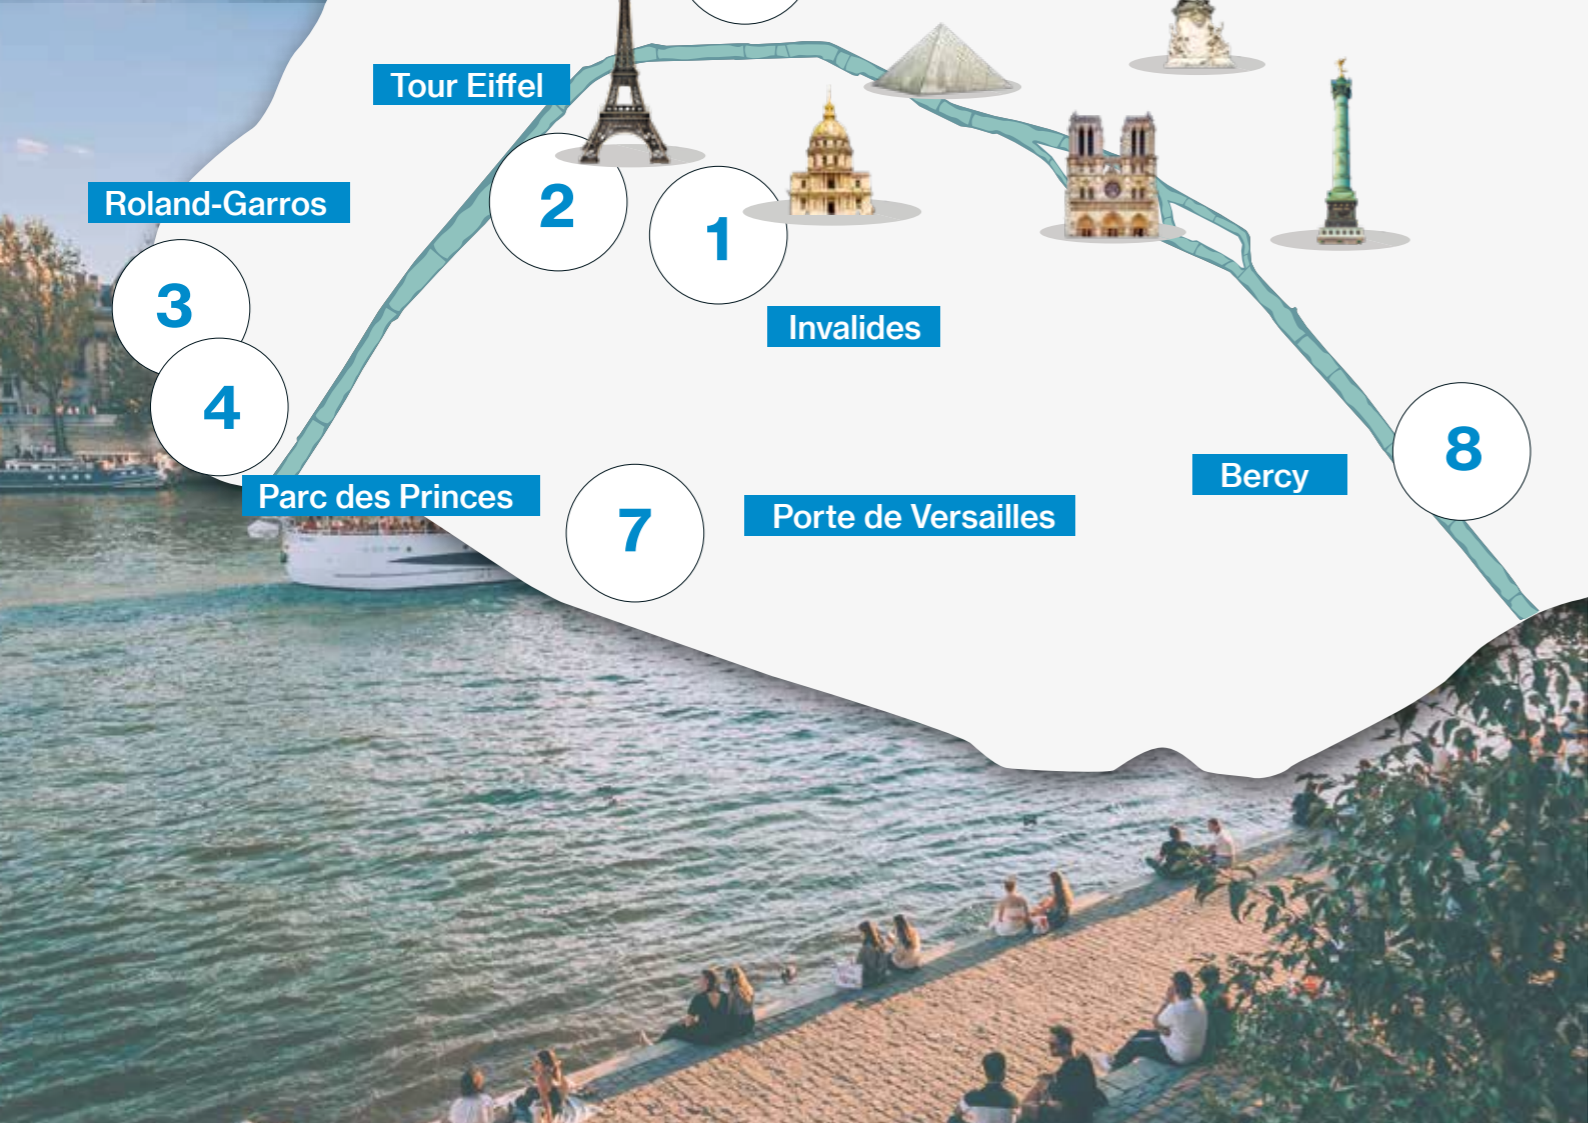 Tour Eiffel
Roland-Garros
2
1
3
Invalides
4
8
Bercy
Parc des Princes
7
Porte de Versailles